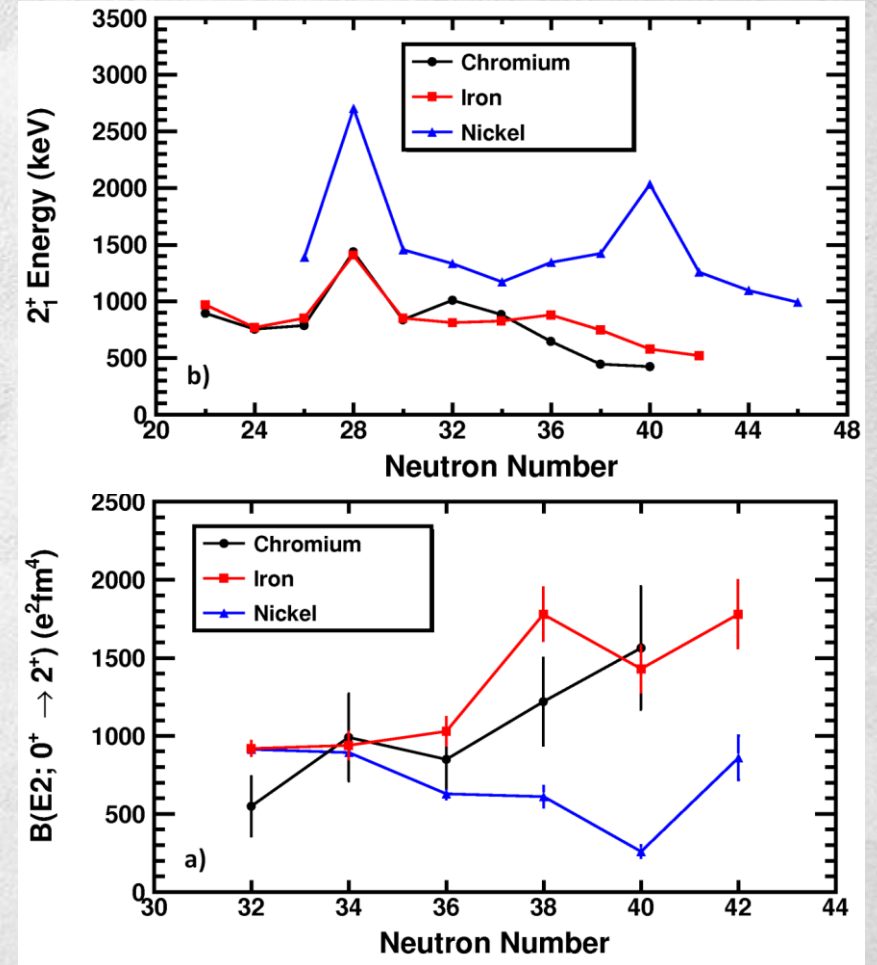 3500
3000
2500
2000
1500
1000
500
0
2₁⁺ Energy (keV)
Chromium
Iron
Nickel
b)
20 24 28 32 36 40 44 48
Neutron Number
2500
2000
1500
1000
500
0
B(E2; 0⁺ → 2⁺) (e²fm⁴)
Chromium
Iron
Nickel
a)
30 32 34 36 38 40 42 44
Neutron Number